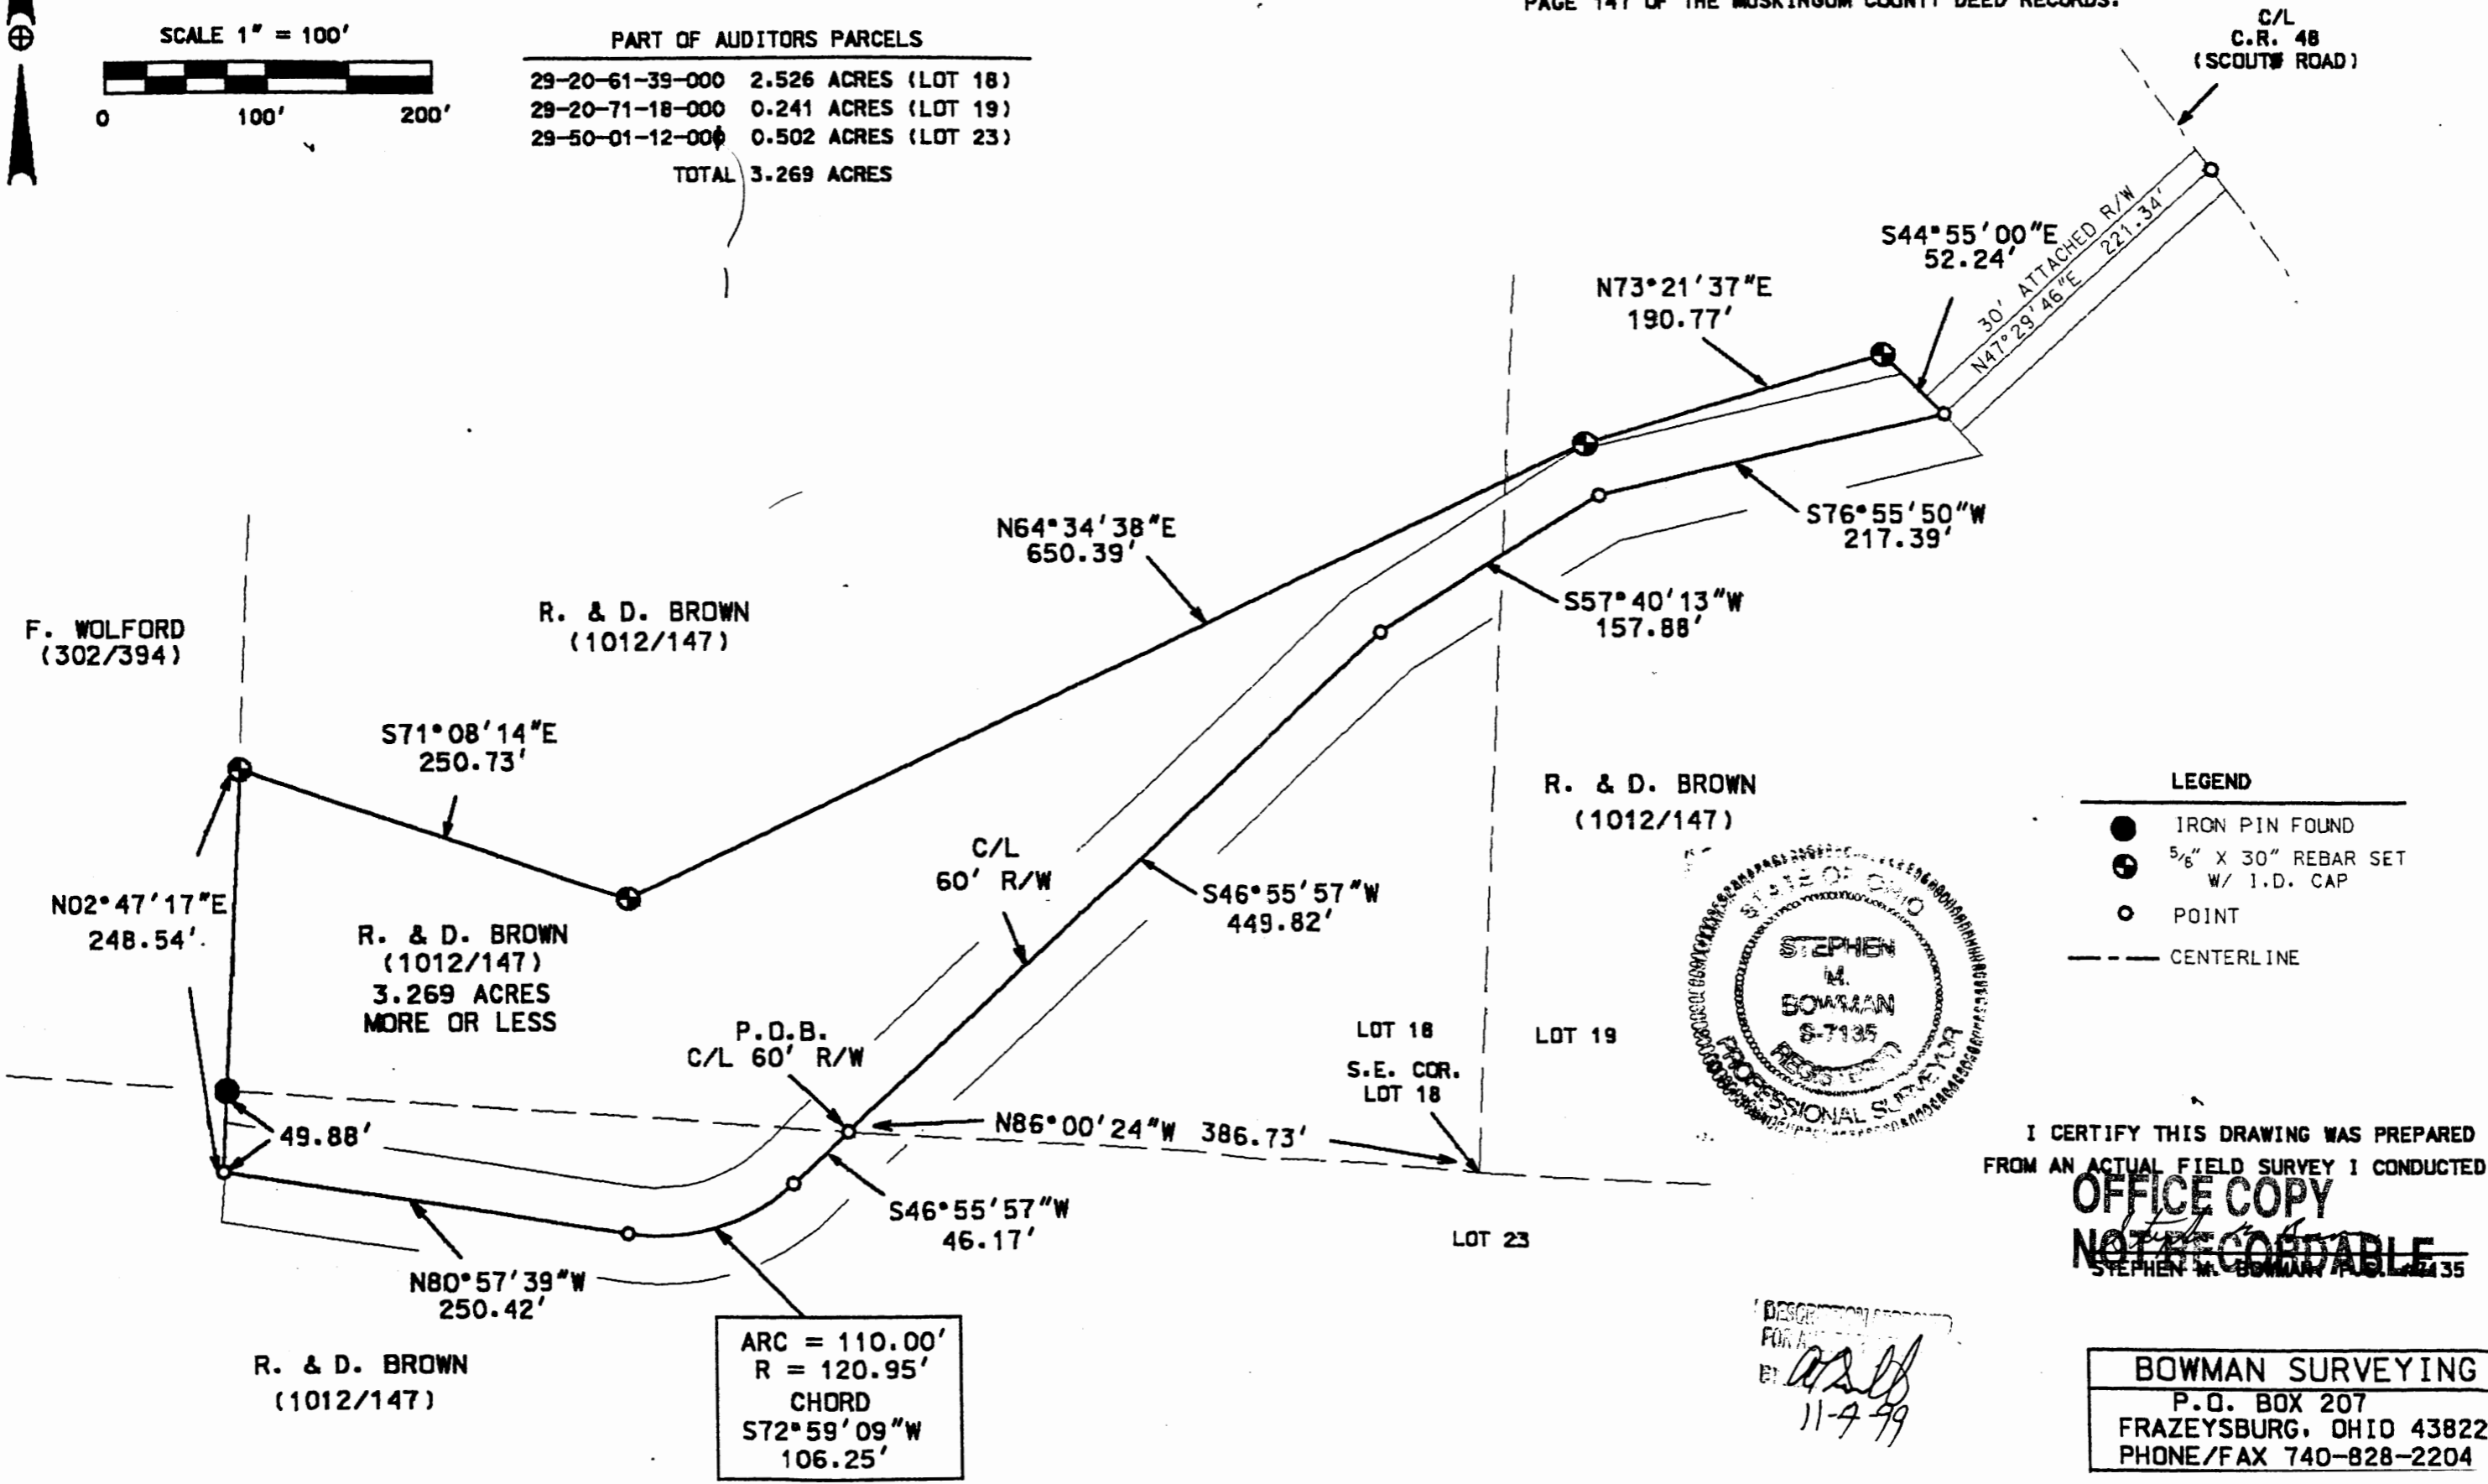 PAGE 147 OF THE MUSKINGUM COUNTY DEED RECORDS.
SCALE 1" = 100'
0 100' 200'
PART OF AUDITORS PARCELS
29-20-61-39-000 2.526 ACRES (LOT 18)
29-20-71-18-000 0.241 ACRES (LOT 19)
29-50-01-12-000 0.502 ACRES (LOT 23)
TOTAL 3.269 ACRES
C/L
C.R. 48
(SCOUT ROAD)
30' ATTACHED R/W
N47°29'46"E 221.34'
S44°55'00"E
52.24'
N73°21'37"E
190.77'
N64°34'38"E
650.39'
S76°55'50"W
217.39'
S57°40'13"W
157.88'
F. WOLFORD
(302/394)
R. & D. BROWN
(1012/147)
S71°08'14"E
250.73'
R. & D. BROWN
(1012/147)
LEGEND
IRON PIN FOUND
5/8" X 30" REBAR SET
W/ I.D. CAP
POINT
CENTERLINE
C/L
60' R/W
S46°55'57"W
449.82'
N02°47'17"E
248.54'
R. & D. BROWN
(1012/147)
3.269 ACRES
MORE OR LESS
STATE OF OHIO
STEPHEN
M.
BOWMAN
S-7135
REGISTERED
PROFESSIONAL SURVEYOR
P.O.B.
C/L 60' R/W
LOT 18
LOT 19
S.E. COR.
LOT 18
N86°00'24"W 386.73'
49.88'
S46°55'57"W
46.17'
LOT 23
I CERTIFY THIS DRAWING WAS PREPARED
FROM AN ACTUAL FIELD SURVEY I CONDUCTED
OFFICE COPY
NOT RECORDABLE
STEPHEN M. BOWMAN P.S. #7135
N80°57'39"W
250.42'
ARC = 110.00'
R = 120.95'
CHORD
S72°59'09"W
106.25'
R. & D. BROWN
(1012/147)
DESCRIPTION APPROVED
FOR
BY
11-4-99
BOWMAN SURVEYING
P.O. BOX 207
FRAZEYSBURG, OHIO 43822
PHONE/FAX 740-828-2204